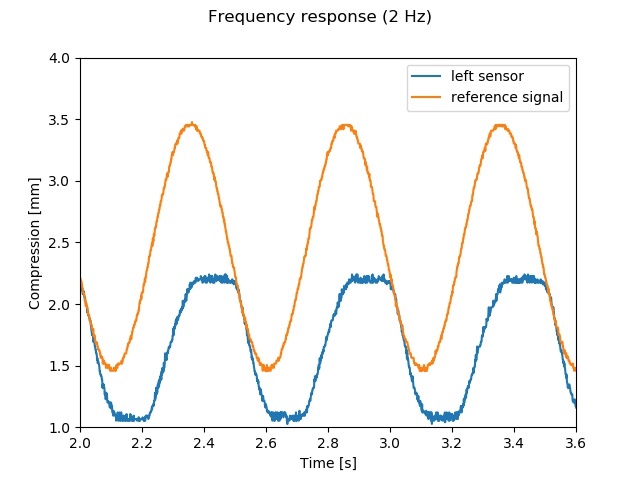 Frequency response (2 Hz)
left sensor
reference signal
4.0
3.5
3.0
2.5
2.0
1.5
1.0
Compression [mm]
2.0 2.2 2.4 2.6 2.8 3.0 3.2 3.4 3.6
Time [s]